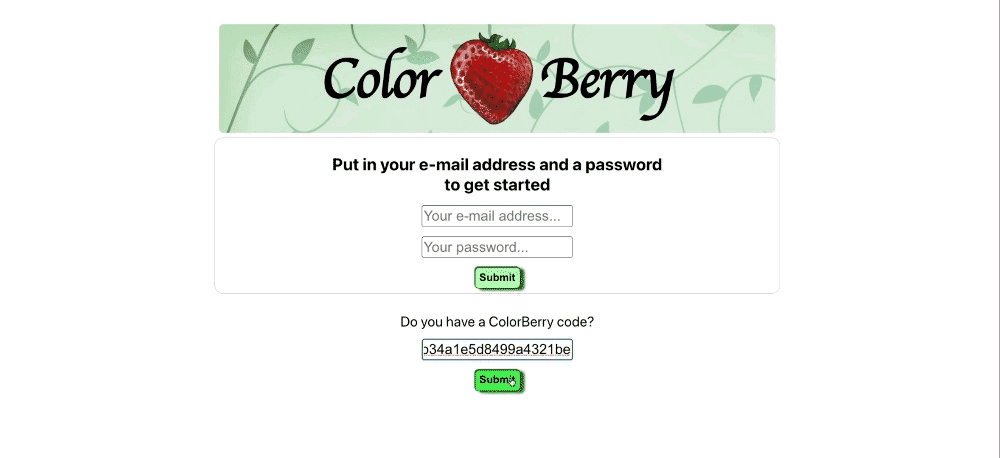 Color Berry
Put in your e-mail address and a password
to get started
Your e-mail address...
Your password...
Submit
Do you have a ColorBerry code?
b34a1e5d8499a4321be
Submit